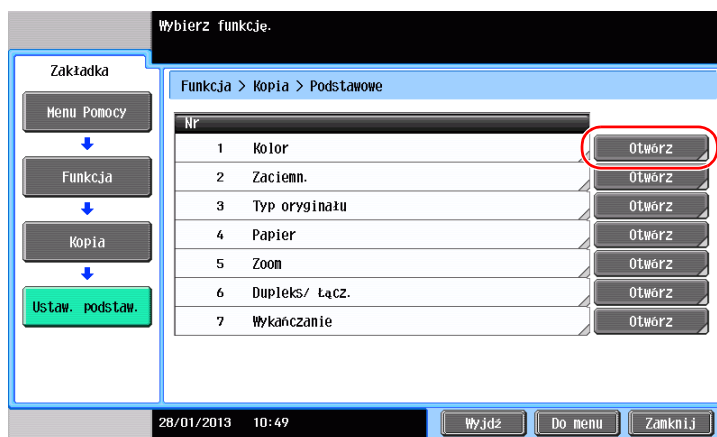 Wybierz funkcję.
Zakładka
Menu Pomocy
Funkcja
Kopia
Ustaw. podstaw.
Funkcja > Kopia > Podstawowe
Nr
1 Kolor Otwórz
2 Zaciemn. Otwórz
3 Typ oryginału Otwórz
4 Papier Otwórz
5 Zoom Otwórz
6 Dupleks/ Łącz. Otwórz
7 Wykańczanie Otwórz
28/01/2013 10:49
Wyjdź Do menu Zamknij